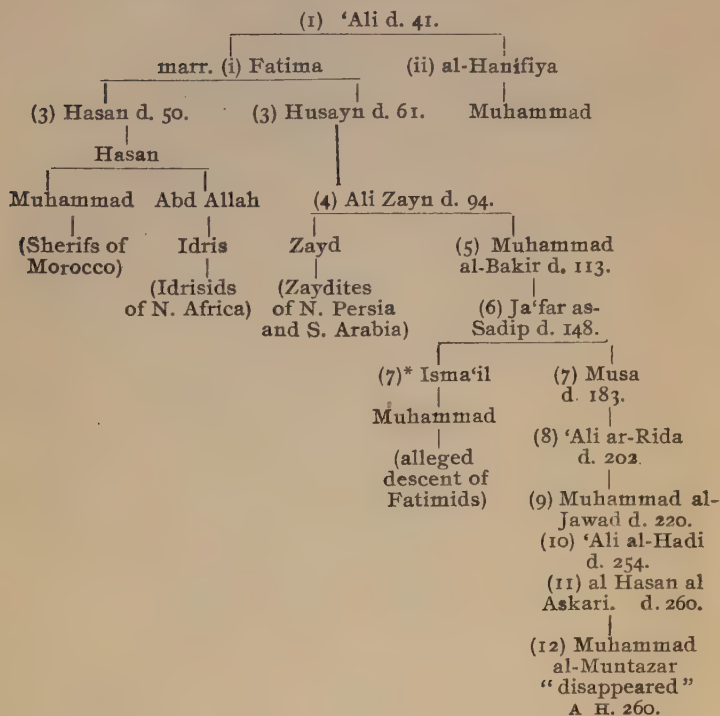 (1) ‘Ali d. 41.
marr. (i) Fatima (ii) al-Hanifiya
(3) Hasan d. 50. (3) Husayn d. 61. Muhammad
Hasan
Muhammad Abd Allah (4) Ali Zayn d. 94.
(Sherifs of Morocco) Idris Zayd (5) Muhammad
(Idrisids of N. Africa) (Zaydites of N. Persia and S. Arabia) al-Bakir d. 113.
(6) Ja‘far as-
Sadip d. 148.
(7)* Isma‘il (7) Musa
d. 183.
Muhammad
(8) ‘Ali ar-Rida
(alleged d. 202.
descent of
Fatimids) (9) Muhammad al-
Jawad d. 220.
(10) ‘Ali al-Hadi
d. 254.
(11) al Hasan al
Askari. d. 260.
(12) Muhammad
al-Muntazar
“disappeared”
A H. 260.